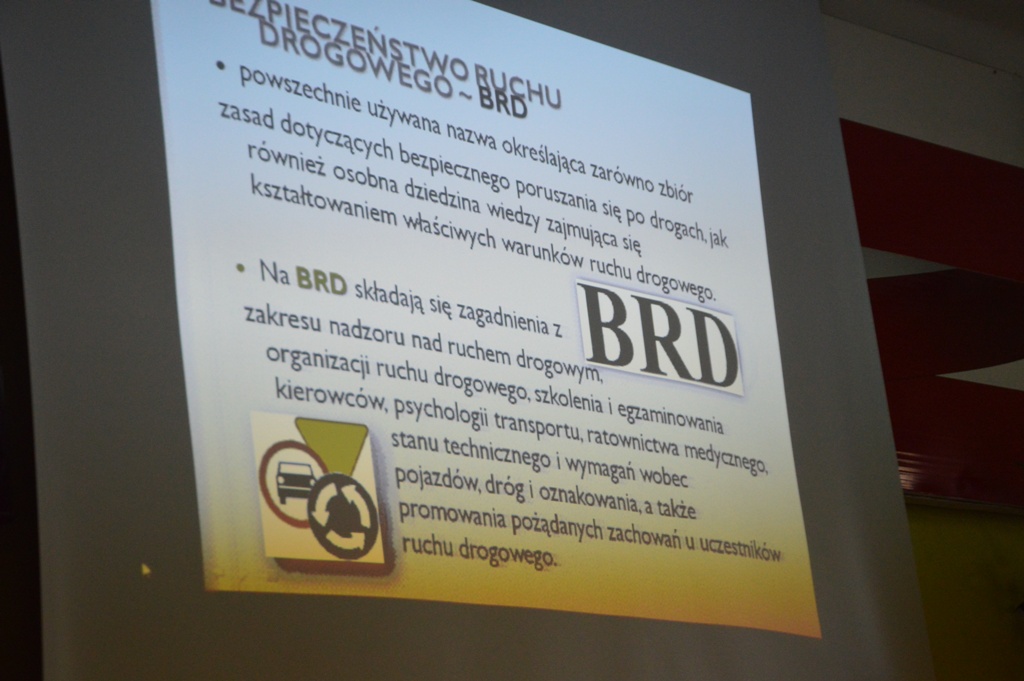 BEZPIECZEŃSTWO RUCHU
DROGOWEGO ~ BRD
• powszechnie używana nazwa określająca zarówno zbiór
zasad dotyczących bezpiecznego poruszania się po drogach, jak
również osobna dziedzina wiedzy zajmująca się
kształtowaniem właściwych warunków ruchu drogowego.
• Na BRD składają się zagadnienia z
BRD
zakresu nadzoru nad ruchem drogowym,
organizacji ruchu drogowego, szkolenia i egzaminowania
kierowców, psychologii transportu, ratownictwa medycznego,
stanu technicznego i wymagań wobec
pojazdów, dróg i oznakowania, a także
promowania pożądanych zachowań u uczestników
ruchu drogowego.